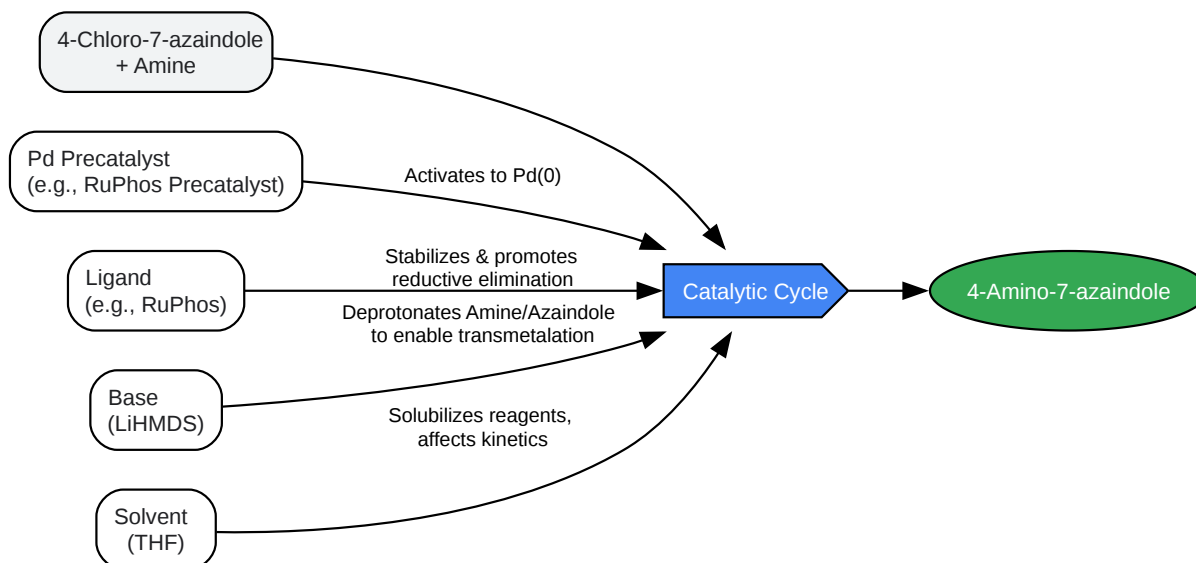 4-Chloro-7-azaindole
+ Amine
Pd Precatalyst
(e.g., RuPhos Precatalyst)
Activates to Pd(0)
Ligand
(e.g., RuPhos)
Stabilizes & promotes
reductive elimination
Catalytic Cycle
4-Amino-7-azaindole
Deprotonates Amine/Azaindole
to enable transmetalation
Base
(LiHMDS)
Solubilizes reagents,
affects kinetics
Solvent
(THF)